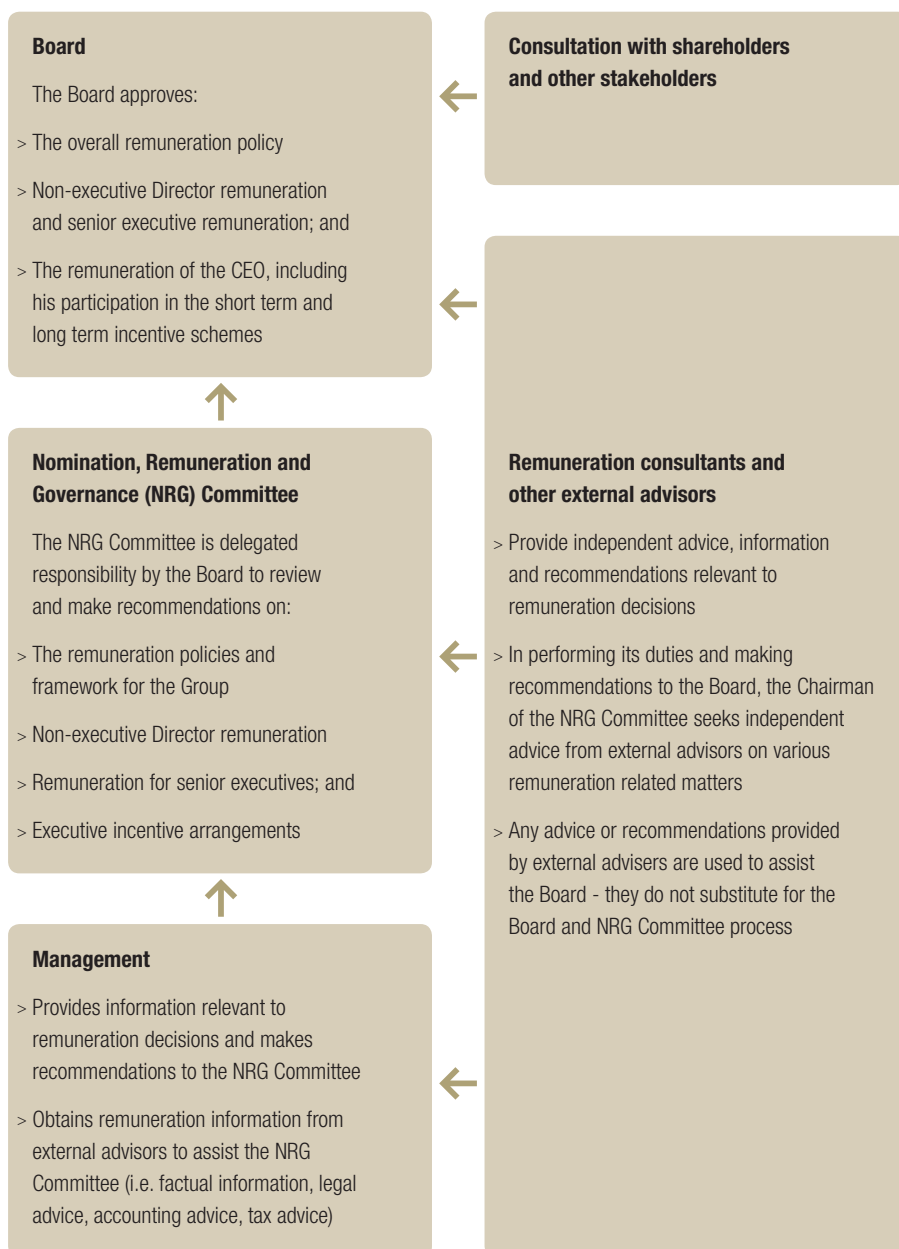 Board
The Board approves:
> The overall remuneration policy
> Non-executive Director remuneration
and senior executive remuneration; and
> The remuneration of the CEO, including
his participation in the short term and
long term incentive schemes
Consultation with shareholders
and other stakeholders
Nomination, Remuneration and
Governance (NRG) Committee
The NRG Committee is delegated
responsibility by the Board to review
and make recommendations on:
> The remuneration policies and
framework for the Group
> Non-executive Director remuneration
> Remuneration for senior executives; and
> Executive incentive arrangements
Remuneration consultants and
other external advisors
> Provide independent advice, information
and recommendations relevant to
remuneration decisions
> In performing its duties and making
recommendations to the Board, the Chairman
of the NRG Committee seeks independent
advice from external advisors on various
remuneration related matters
> Any advice or recommendations provided
by external advisers are used to assist
the Board - they do not substitute for the
Board and NRG Committee process
Management
> Provides information relevant to
remuneration decisions and makes
recommendations to the NRG Committee
> Obtains remuneration information from
external advisors to assist the NRG
Committee (i.e. factual information, legal
advice, accounting advice, tax advice)